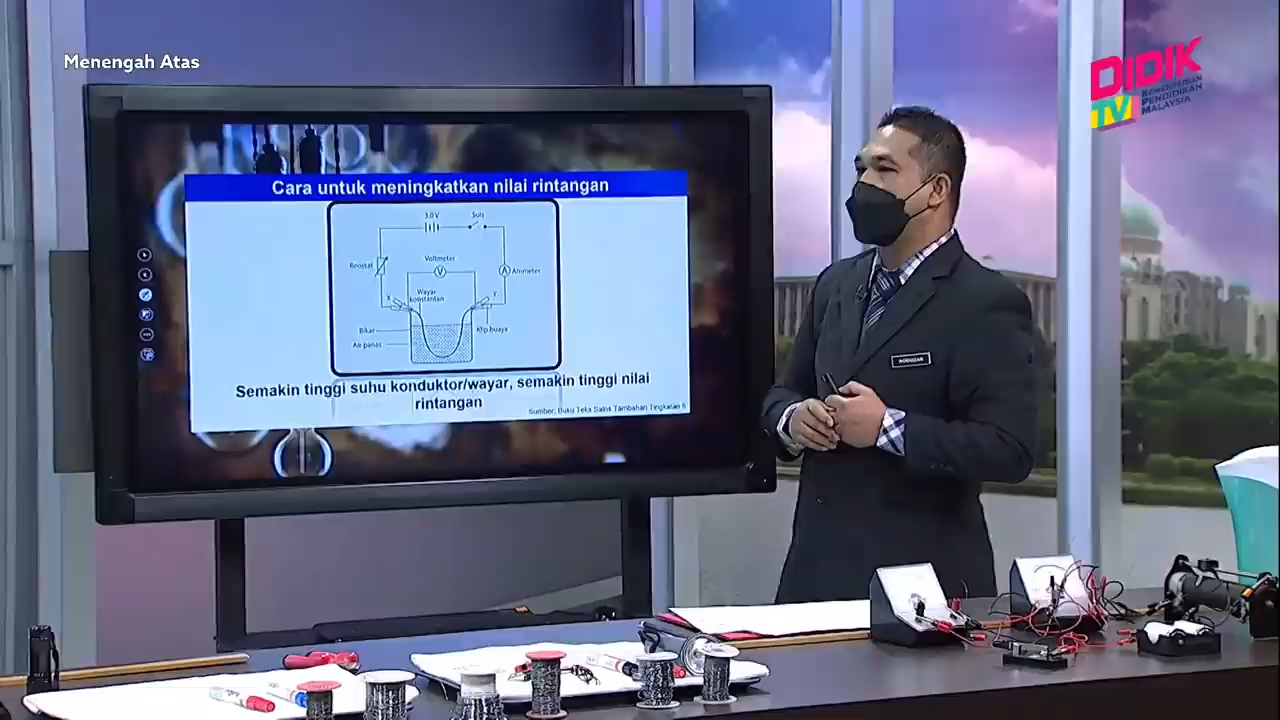 Menengah Atas
DIDIK
TV
KEMENTERIAN
PENDIDIKAN
MALAYSIA
Cara untuk meningkatkan nilai rintangan
3.0 V
Suis
Voltmeter
Reostat
V
A Ammeter
Wayar
konstantan
X
Y
Bikar
Klip buaya
Air panas
Semakin tinggi suhu konduktor/wayar, semakin tinggi nilai
rintangan
Sumber: Buku Teks Sains Tambahan Tingkatan 5